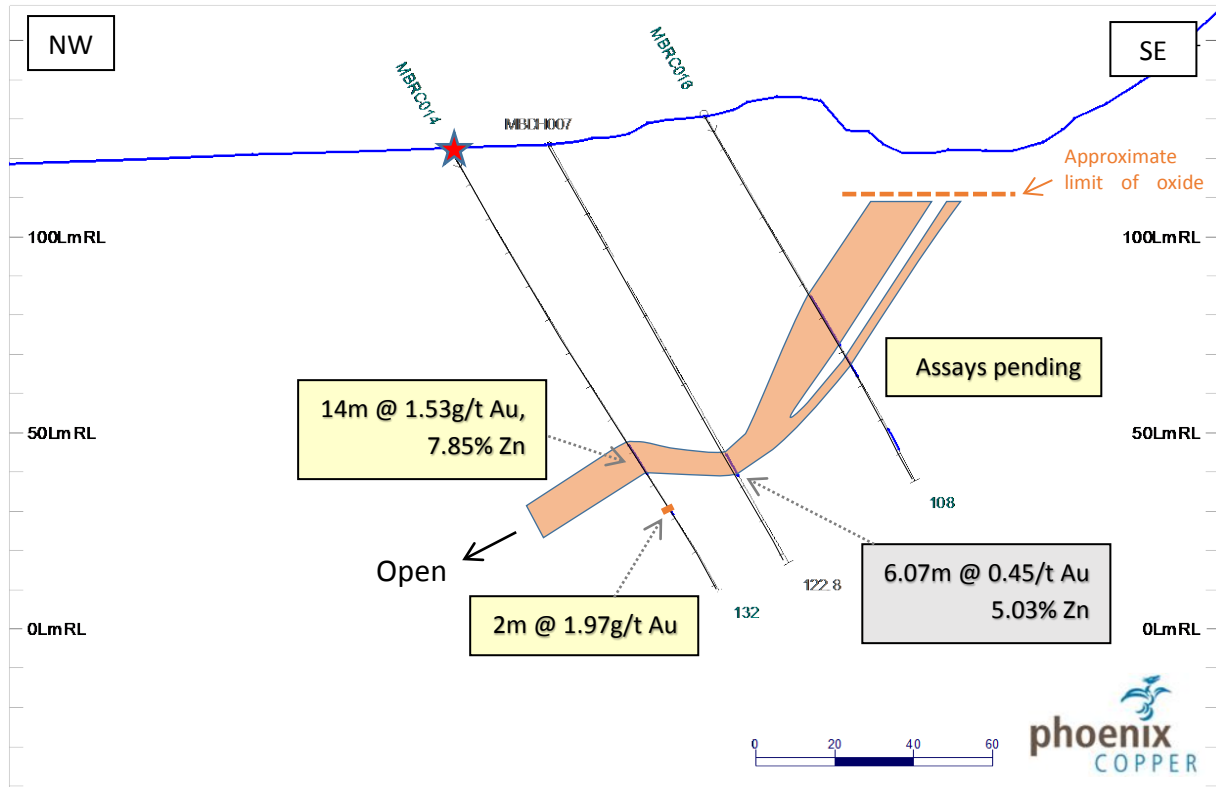 NW
SE
MBRC014
MBDH007
MBRC016
Approximate
limit of oxide
100LmRL
100LmRL
Assays pending
14m @ 1.53g/t Au,
7.85% Zn
50LmRL
50LmRL
108
Open
6.07m @ 0.45/t Au
5.03% Zn
122.8
132
2m @ 1.97g/t Au
0LmRL
0LmRL
0
20
40
60
phoenix
COPPER